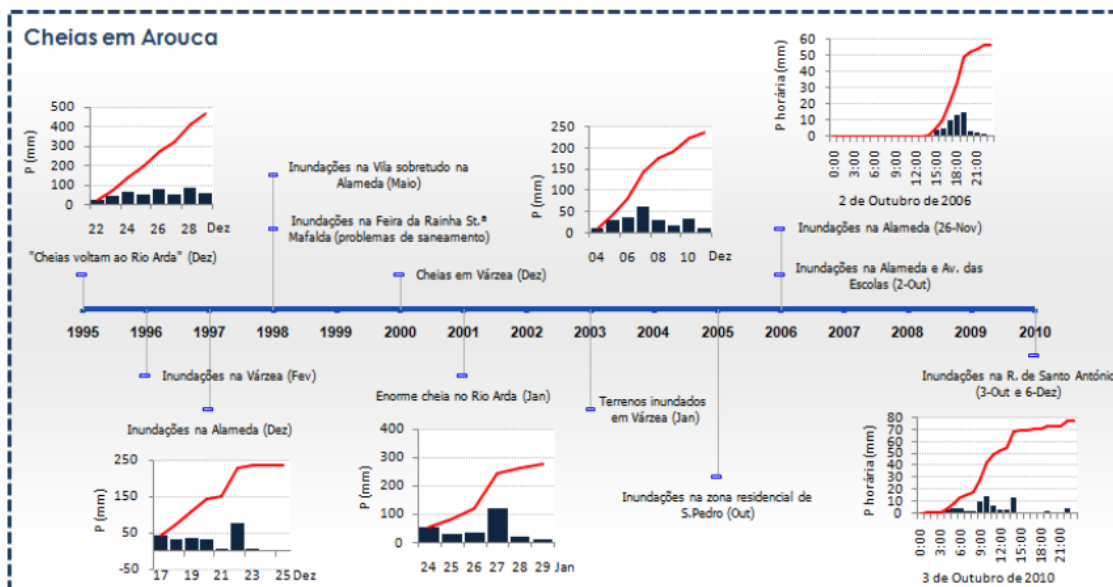 Cheias em Arouca
P (mm)
500
400
300
200
100
0
22 24 26 28 Dez
"Cheias voltam ao Rio Arda" (Dez)
Inundações na Vila sobretudo na
Alameda (Maio)
Inundações na Feira da Rainha St.ª
Mafalda (problemas de saneamento)
Cheias em Várzea (Dez)
P (mm)
250
200
150
100
50
0
04 06 08 10 Dez
P horária (mm)
60
50
40
30
20
10
0
0:00 3:00 6:00 9:00 12:00 15:00 18:00 21:00
2 de Outubro de 2006
Inundações na Alameda (26-Nov)
Inundações na Alameda e Av. das
Escolas (2-Out)
1995 1996 1997 1998 1999 2000 2001 2002 2003 2004 2005 2006 2007 2008 2009 2010
Inundações na Várzea (Fev)
Inundações na Alameda (Dez)
P (mm)
250
150
50
-50
17 19 21 23 25 Dez
Enorme cheia no Rio Arda (Jan)
P (mm)
400
300
200
100
0
24 25 26 27 28 29 Jan
Terrenos inundados
em Várzea (Jan)
Inundações na zona residencial de
S.Pedro (Out)
Inundações na R. de Santo António
(3-Out e 6-Dez)
P horária (mm)
80
70
60
50
40
30
20
10
0
0:00 3:00 6:00 9:00 12:00 15:00 18:00 21:00
3 de Outubro de 2010